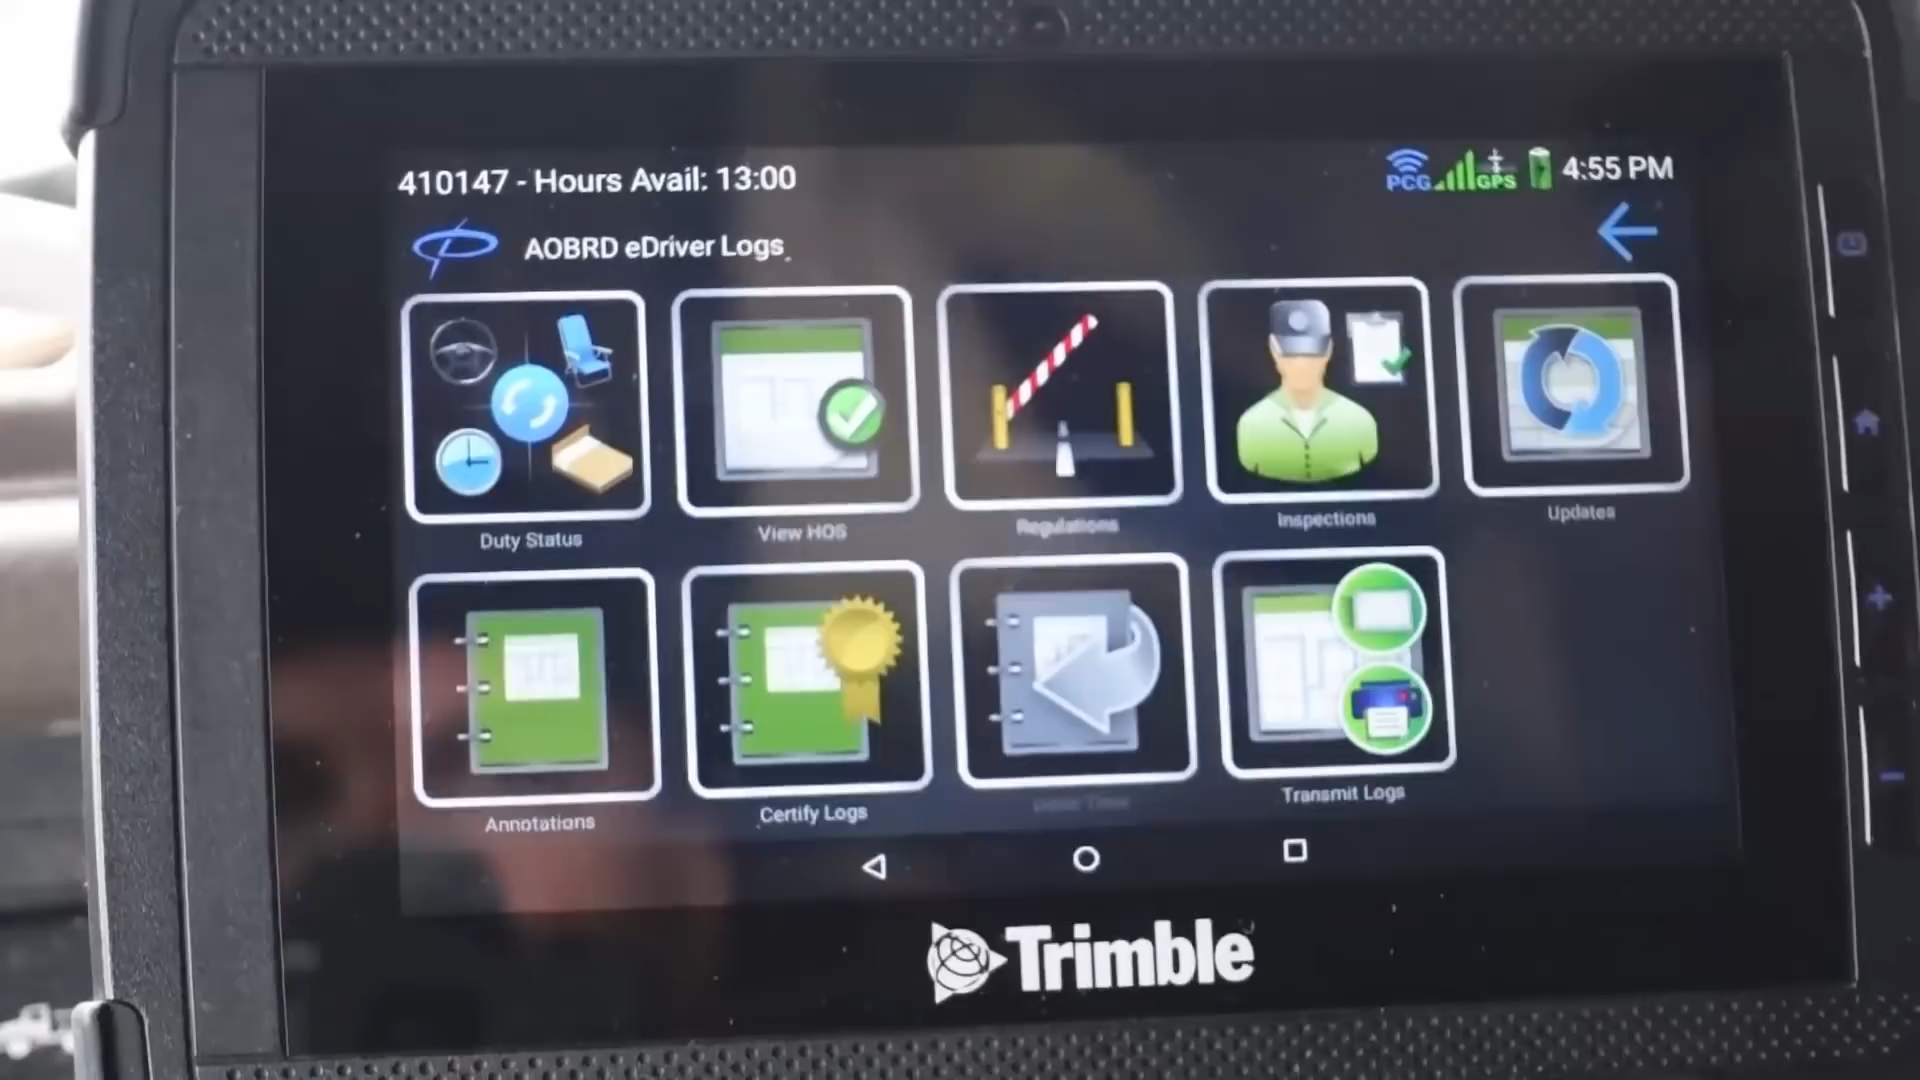 410147 - Hours Avail: 13:00
PCG GPS 4:55 PM
AOBRD eDriver Logs
Duty Status
View HOS
Regulations
Inspections
Updates
Annotations
Certify Logs
Transmit Logs
Trimble